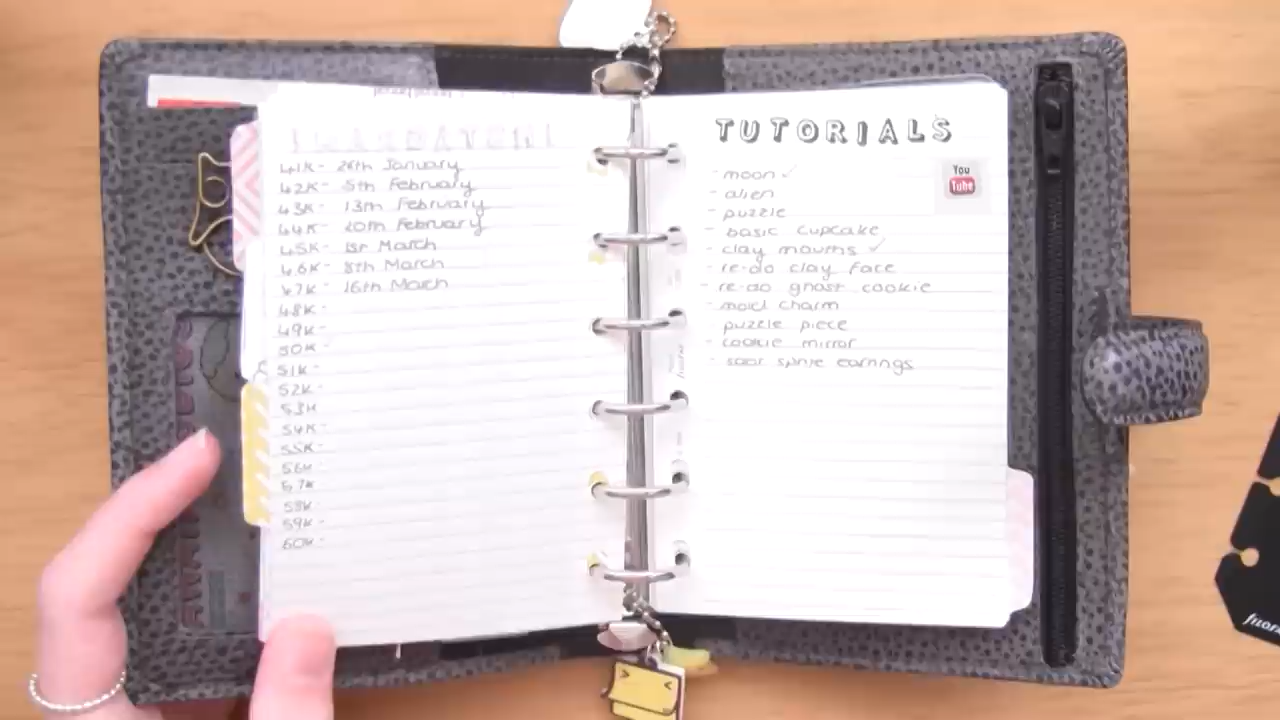 41K - 26th January
42K - 5th February
43K - 13th February
44K - 20th February
45K - 1st March
46K - 8th March
47K - 16th March
48K -
49K -
50K -
51K -
52K -
53K
54K -
55K -
56K
57K
58K -
59K -
60K -
TUTORIALS
You
Tube
- moon ✓
- alien
- puzzle
- basic cupcake
- clay mouths ✓
- re-do clay face
- re-do ghost cookie
- mold charm
puzzle piece
- cookie mirror
- earrings
filofax